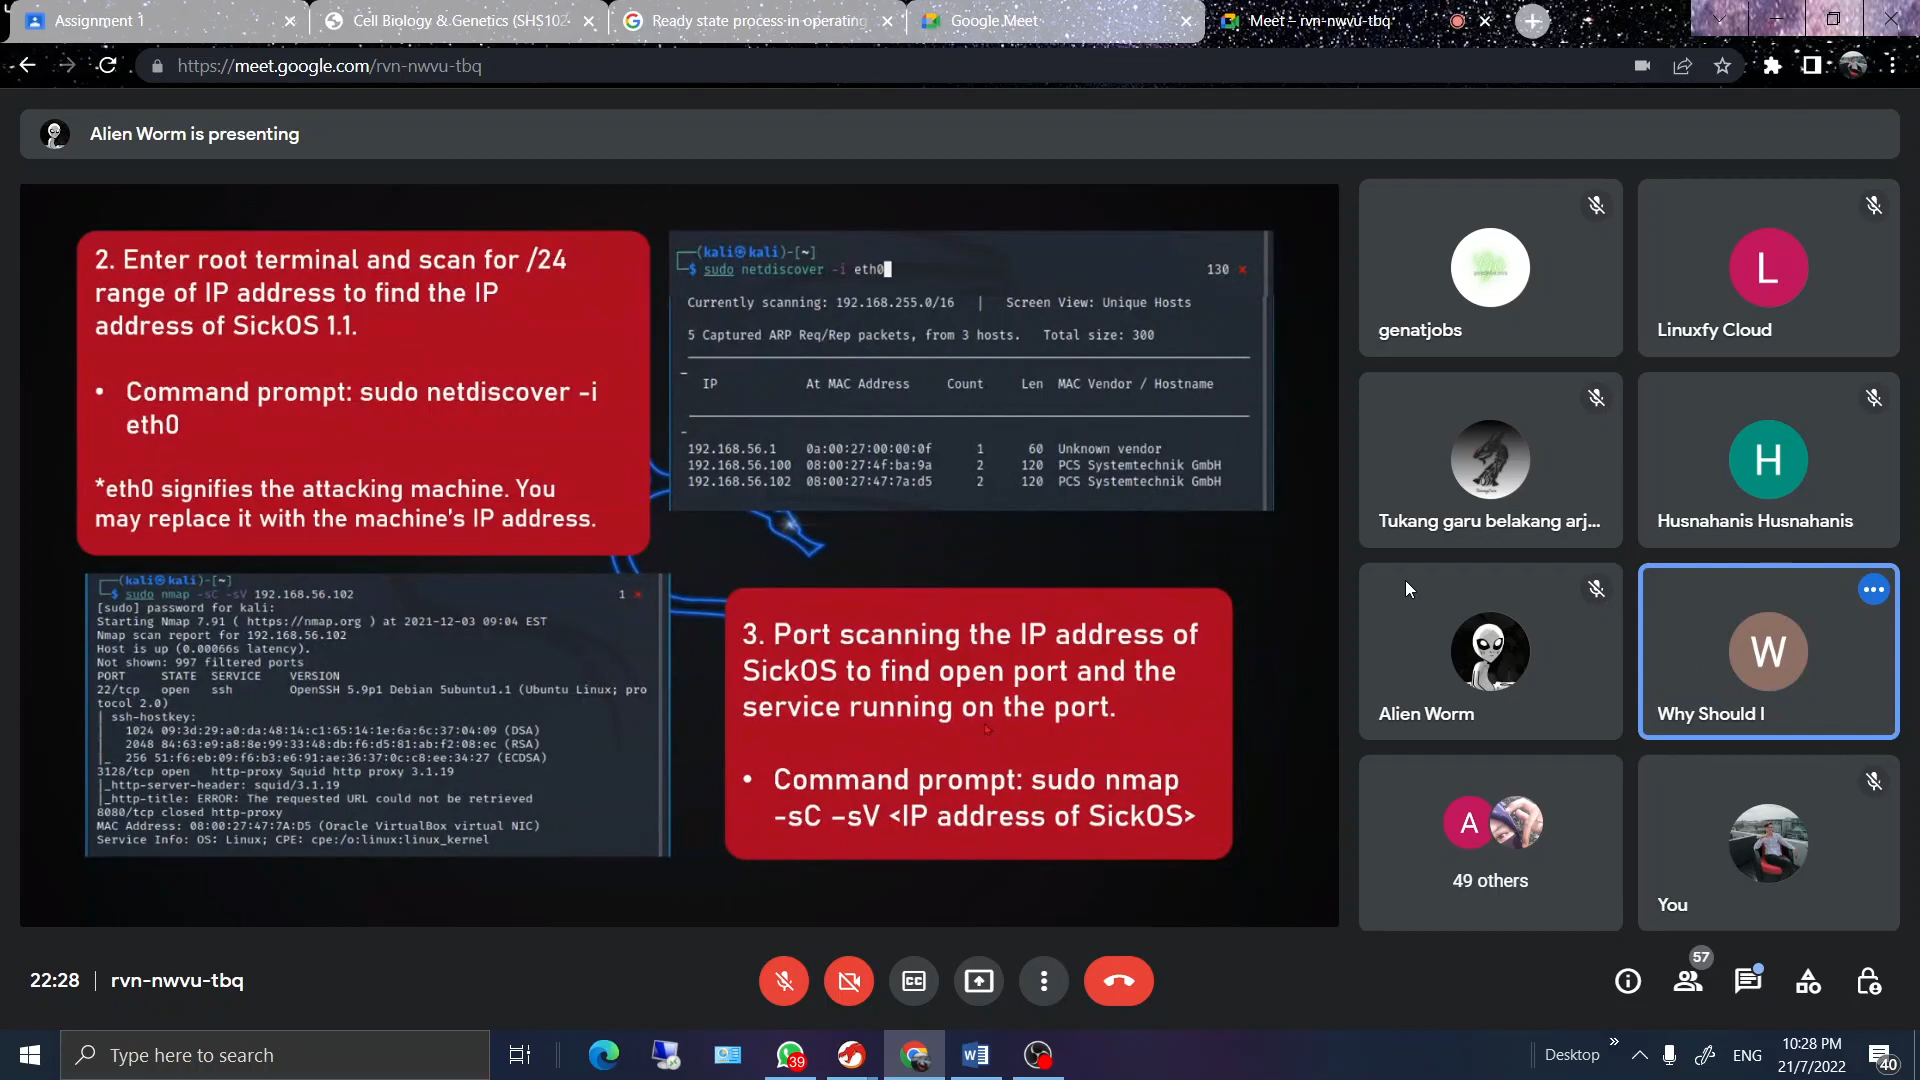 Assignment 1
Cell Biology & Genetics (SHS102
Ready state process in operating
Google Meet
Meet – rvn-nwvu-tbq
https://meet.google.com/rvn-nwvu-tbq
Alien Worm is presenting
2. Enter root terminal and scan for /24
range of IP address to find the IP
address of SickOS 1.1.
• Command prompt: sudo netdiscover -i
eth0
*eth0 signifies the attacking machine. You
may replace it with the machine's IP address.
(kali㉿kali)-[~]
$ sudo netdiscover -i eth0
130 ×
Currently scanning: 192.168.255.0/16 | Screen View: Unique Hosts
5 Captured ARP Req/Rep packets, from 3 hosts. Total size: 300
IP At MAC Address Count Len MAC Vendor / Hostname
192.168.56.1 0a:00:27:00:00:0f 1 60 Unknown vendor
192.168.56.100 08:00:27:4f:ba:9a 2 120 PCS Systemtechnik GmbH
192.168.56.102 08:00:27:47:7a:d5 2 120 PCS Systemtechnik GmbH
(kali㉿kali)-[~]
$ sudo nmap -sC -sV 192.168.56.102
1 ×
[sudo] password for kali:
Starting Nmap 7.91 ( https://nmap.org ) at 2021-12-03 09:04 EST
Nmap scan report for 192.168.56.102
Host is up (0.00066s latency).
Not shown: 997 filtered ports
PORT STATE SERVICE VERSION
22/tcp open ssh OpenSSH 5.9p1 Debian 5ubuntu1.1 (Ubuntu Linux; pro
tocol 2.0)
| ssh-hostkey:
| 1024 09:3d:29:a0:da:48:14:c1:65:14:1e:6a:6c:37:04:09 (DSA)
| 2048 84:63:e9:a8:8e:99:33:48:db:f6:d5:81:ab:f2:08:ec (RSA)
|_ 256 51:f6:eb:09:f6:b3:e6:91:ae:36:37:0c:c8:ee:34:27 (ECDSA)
3128/tcp open http-proxy Squid http proxy 3.1.19
|_http-server-header: squid/3.1.19
|_http-title: ERROR: The requested URL could not be retrieved
8080/tcp closed http-proxy
MAC Address: 08:00:27:47:7A:D5 (Oracle VirtualBox virtual NIC)
Service Info: OS: Linux; CPE: cpe:/o:linux:linux_kernel
3. Port scanning the IP address of
SickOS to find open port and the
service running on the port.
• Command prompt: sudo nmap
-sC –sV <IP address of SickOS>
genatjobs
L
Linuxfy Cloud
Tukang garu belakang arj...
H
Husnahanis Husnahanis
Alien Worm
W
Why Should I
A
49 others
You
22:28 | rvn-nwvu-tbq
57
Type here to search
39
Desktop
ENG
10:28 PM
21/7/2022
40